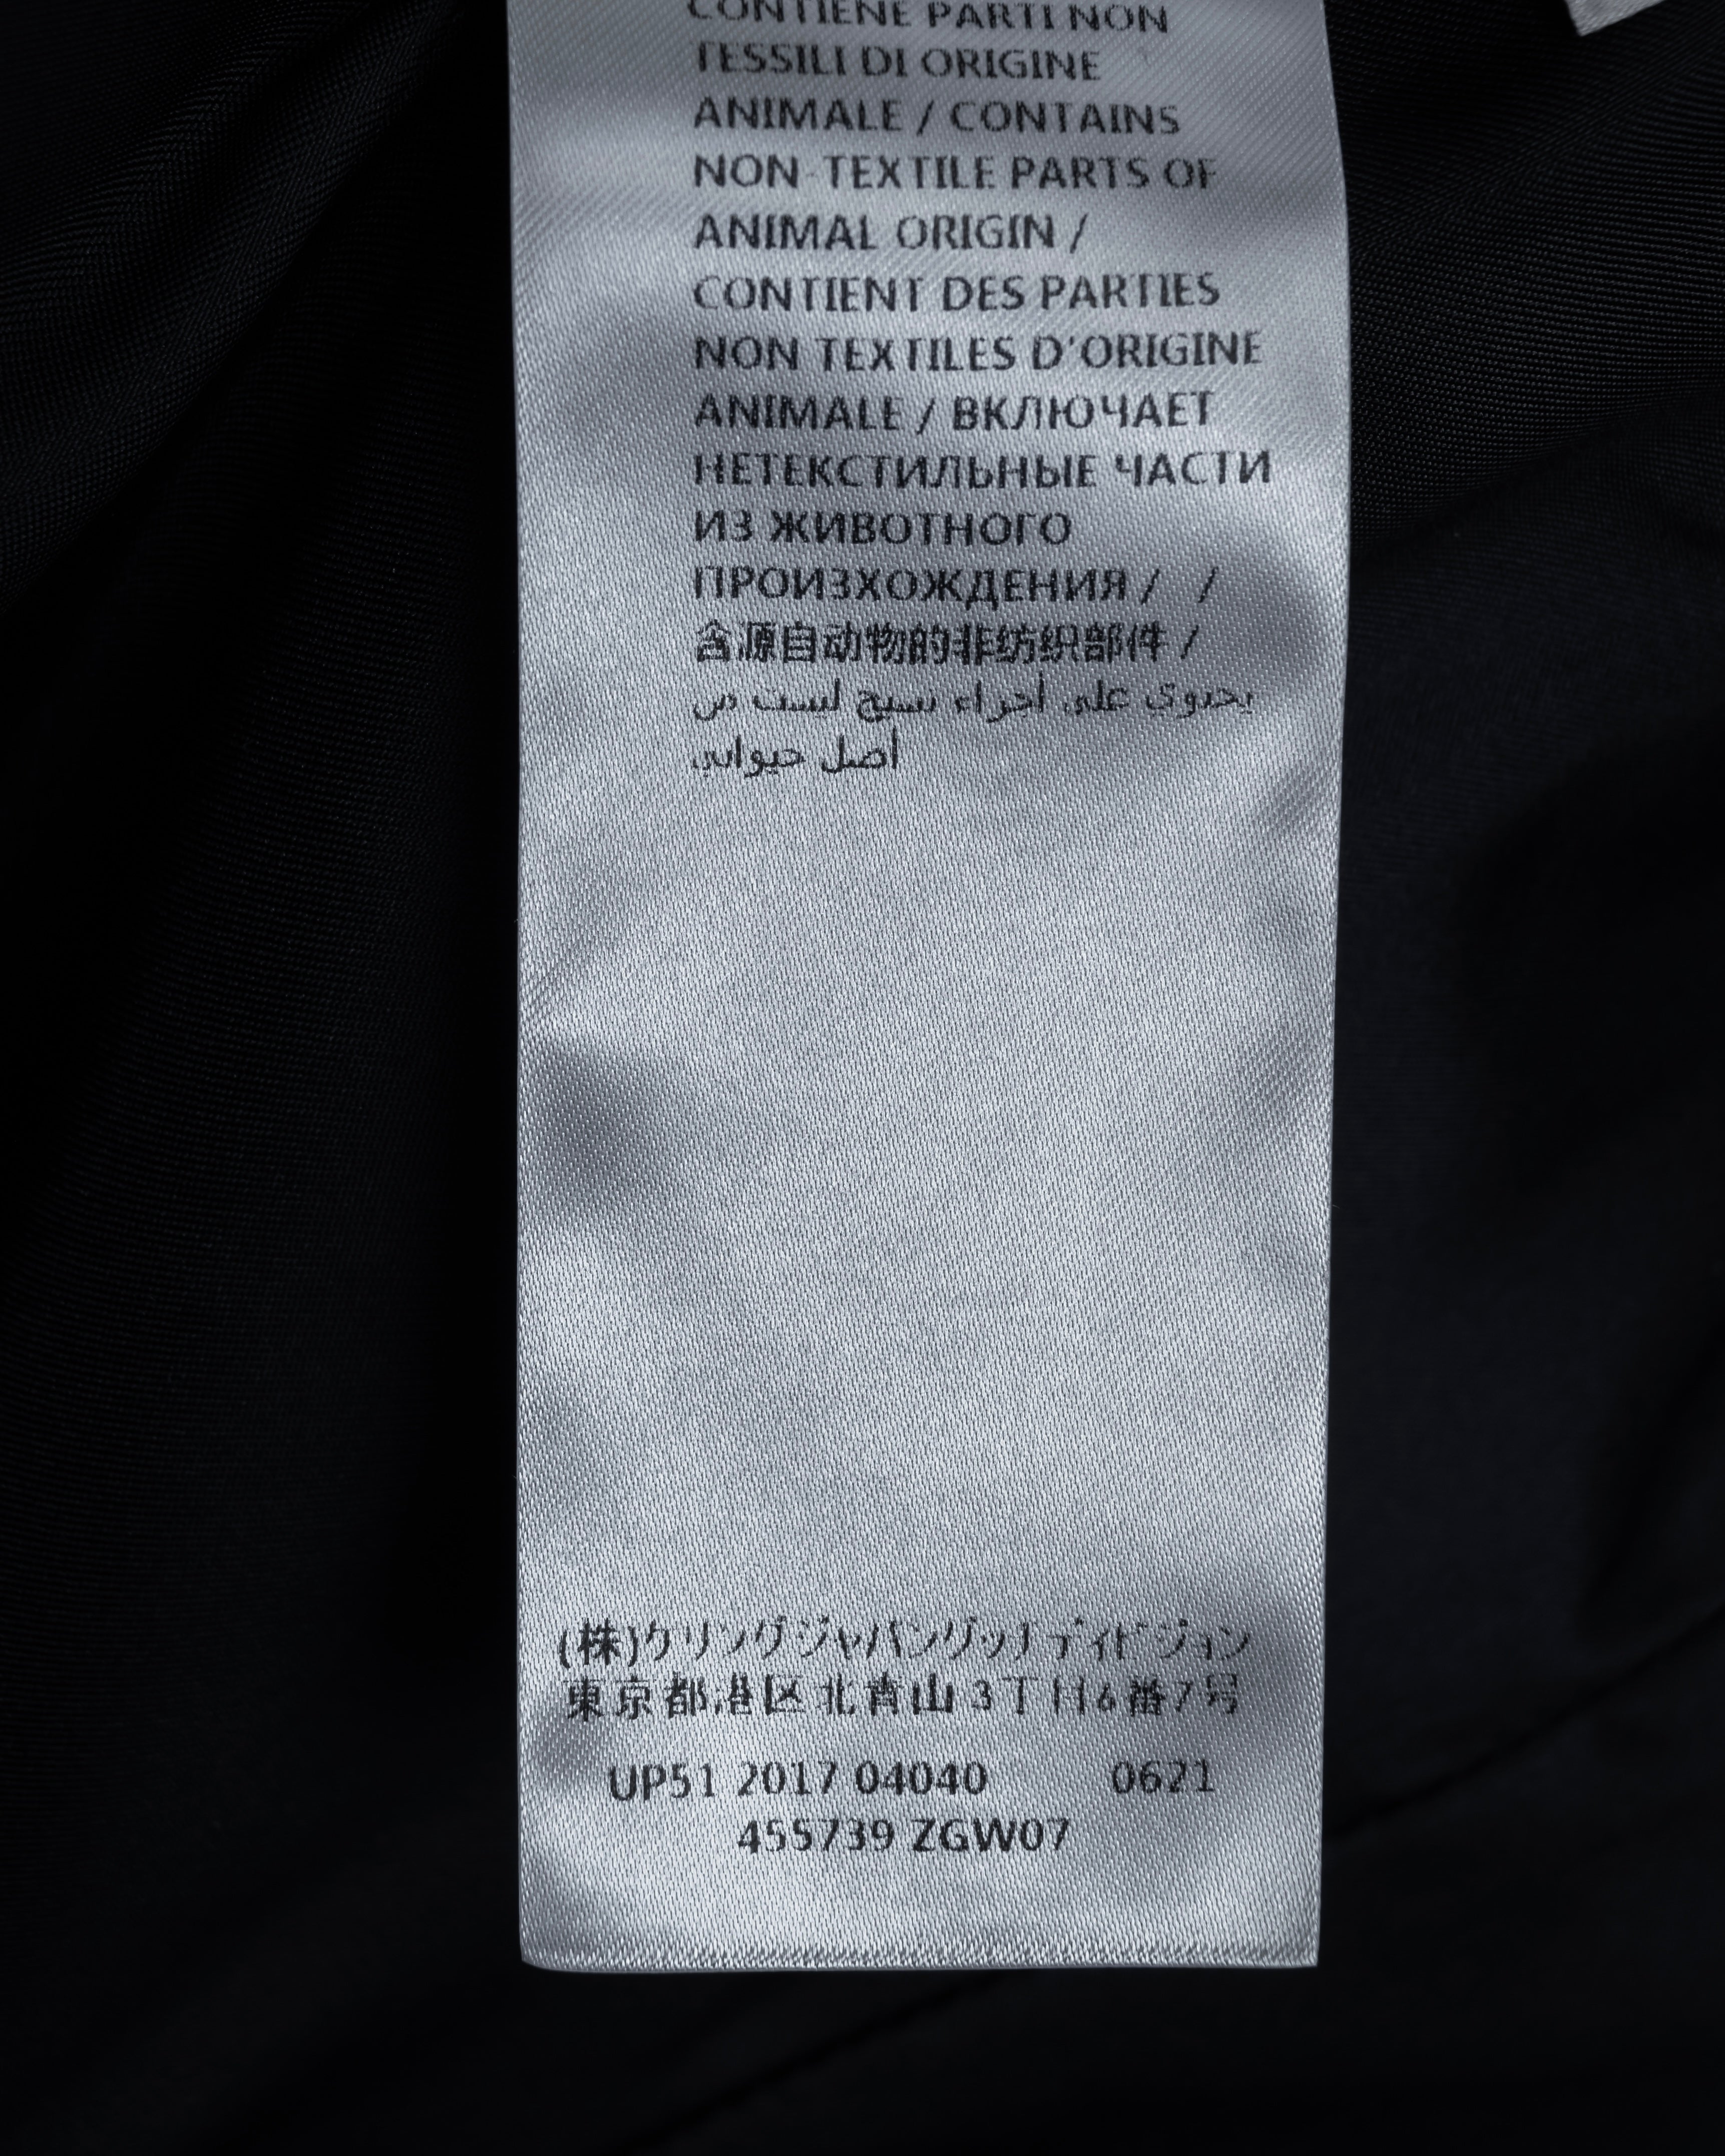 CONTIENE PARTI NON
TESSILI DI ORIGINE
ANIMALE / CONTAINS
NON-TEXTILE PARTS OF
ANIMAL ORIGIN /
CONTIENT DES PARTIES
NON TEXTILES D'ORIGINE
ANIMALE / ВКЛЮЧАЕТ
НЕТЕКСТИЛЬНЫЕ ЧАСТИ
ИЗ ЖИВОТНОГО
ПРОИЗХОЖДЕНИЯ / /
含源自动物的非纺织部件 /
يحتوي على أجزاء نسيج ليست من
أصل حيواني
(株)ケリングジャパングッチディビジョン
東京都港区北青山3丁目6番7号
UP51 2017 04040 0621
455739 ZGW07